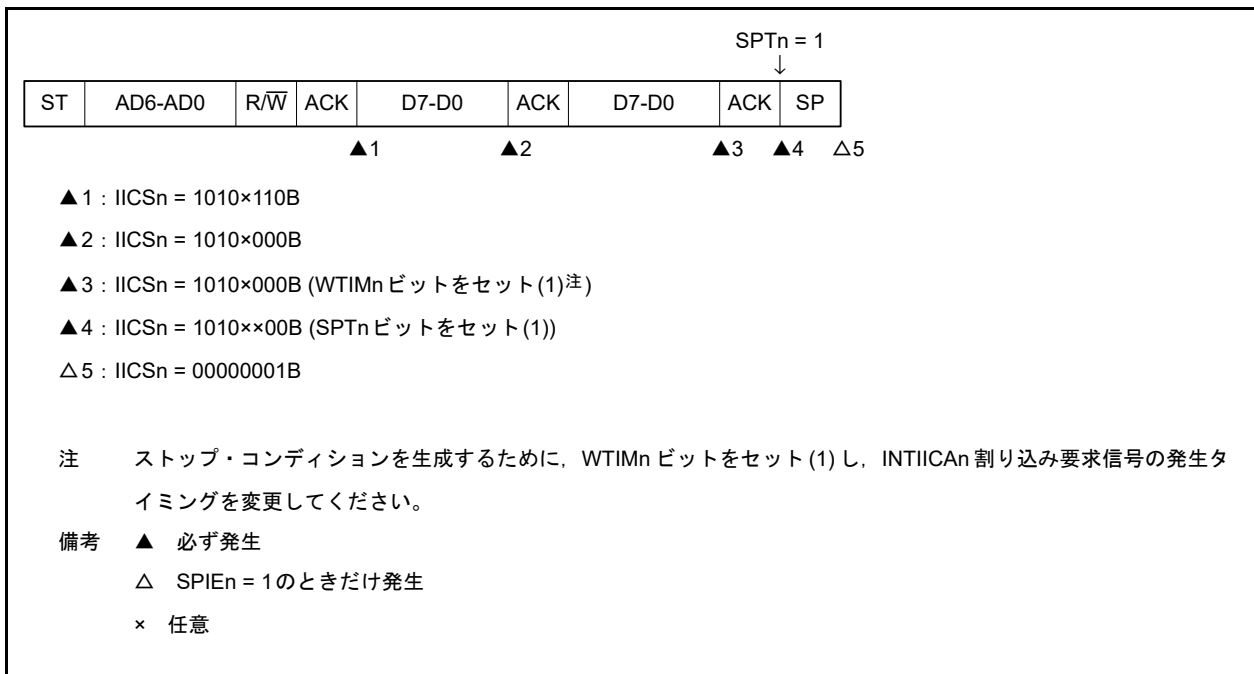 SPTn = 1
↓
ST AD6-AD0 R/W̅ ACK D7-D0 ACK D7-D0 ACK SP
▲1 ▲2 ▲3 ▲4 △5
▲1：IICSn = 1010×110B
▲2：IICSn = 1010×000B
▲3：IICSn = 1010×000B (WTIMnビットをセット(1)注)
▲4：IICSn = 1010××00B (SPTnビットをセット(1))
△5：IICSn = 00000001B
注 ストップ・コンディションを生成するために，WTIMn ビットをセット (1) し，INTIICAn 割り込み要求信号の発生タ
イミングを変更してください。
備考 ▲ 必ず発生
△ SPIEn = 1のときだけ発生
× 任意